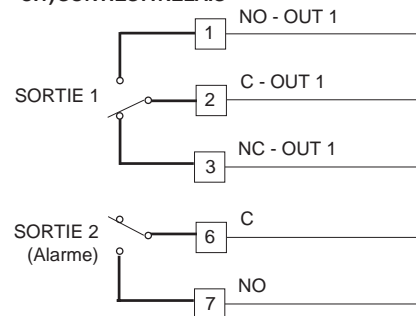 NO - OUT 1
1
C - OUT 1
SORTIE 1
2
NC - OUT 1
3
C
SORTIE 2
6
(Alarme)
NO
7